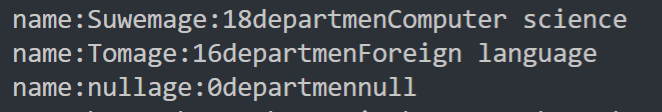 name:Suwemage:18departmenComputer science
name:Tomage:16departmenForeign language
name:nullage:0departmennull